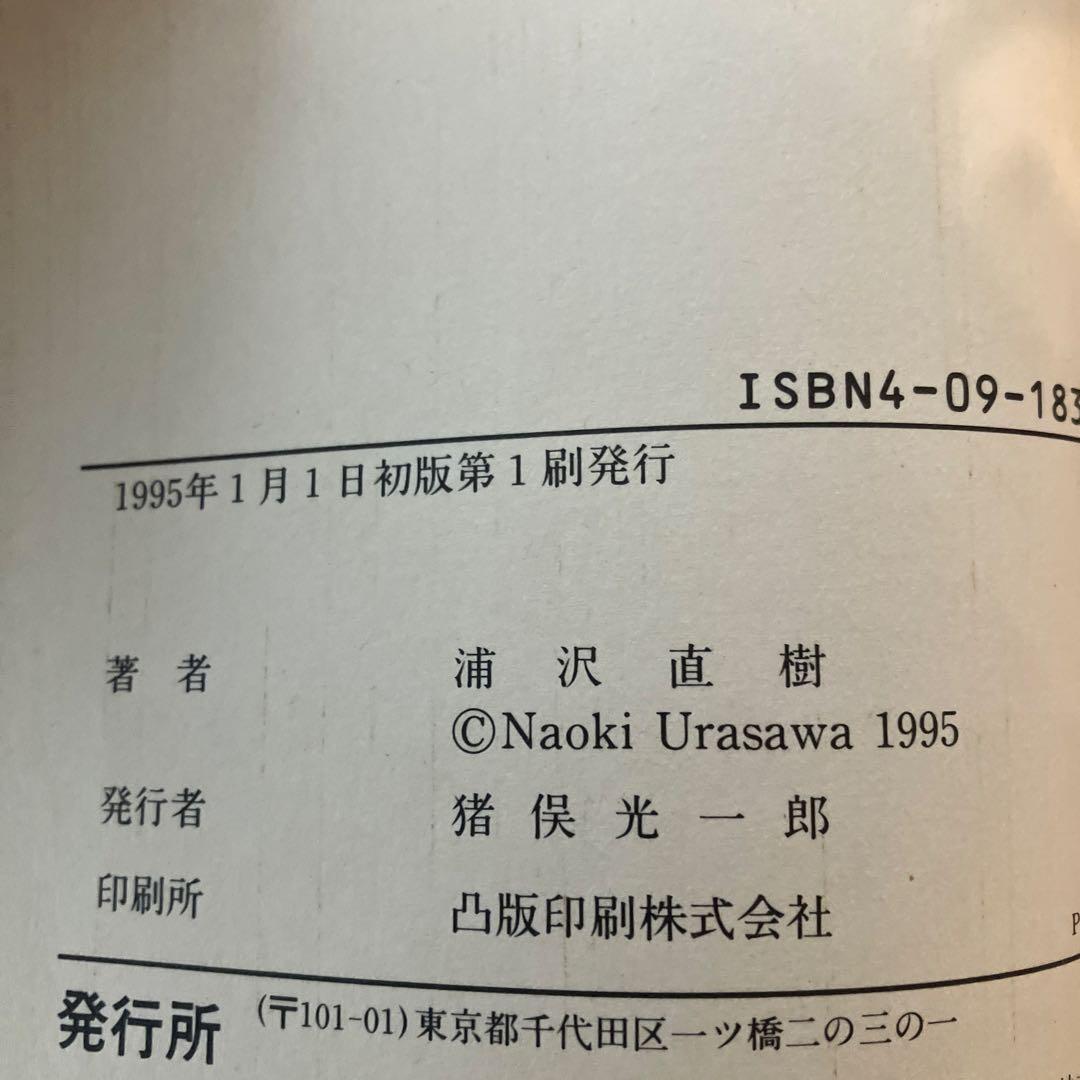 ISBN4-09-183
1995年1月1日初版第1刷発行
著者 浦沢直樹
©Naoki Urasawa 1995
発行者 猪俣光一郎
印刷所 凸版印刷株式会社
P
発行所 (〒101-01)東京都千代田区一ツ橋二の三の一